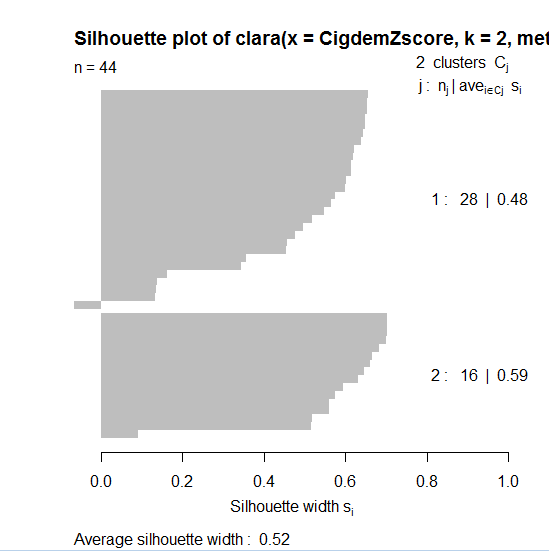 Silhouette plot of clara(x = CigdemZscore, k = 2, met
n = 44
2 clusters Cj
j : nj | avei∈Cj si
1 : 28 | 0.48
2 : 16 | 0.59
0.0 0.2 0.4 0.6 0.8 1.0
Silhouette width si
Average silhouette width : 0.52